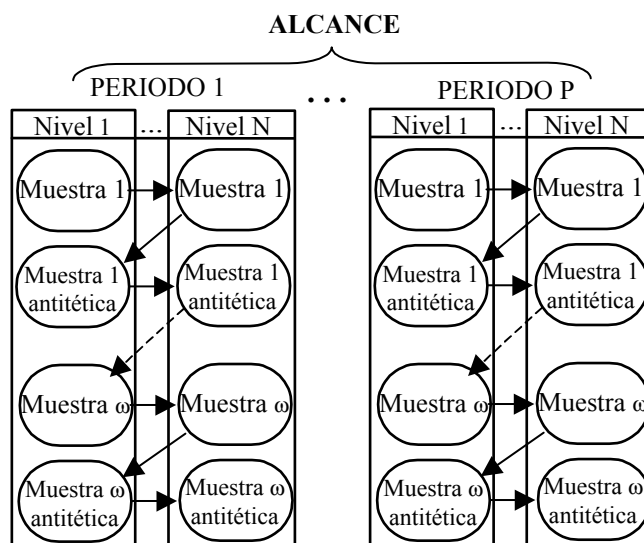 ALCANCE
PERIODO 1 ... PERIODO P
Nivel 1 ... Nivel N Nivel 1 ... Nivel N
Muestra 1 Muestra 1 Muestra 1 Muestra 1
Muestra 1 Muestra 1 Muestra 1 Muestra 1
antitética antitética antitética antitética
Muestra ω Muestra ω Muestra ω Muestra ω
Muestra ω Muestra ω Muestra ω Muestra ω
antitética antitética antitética antitética